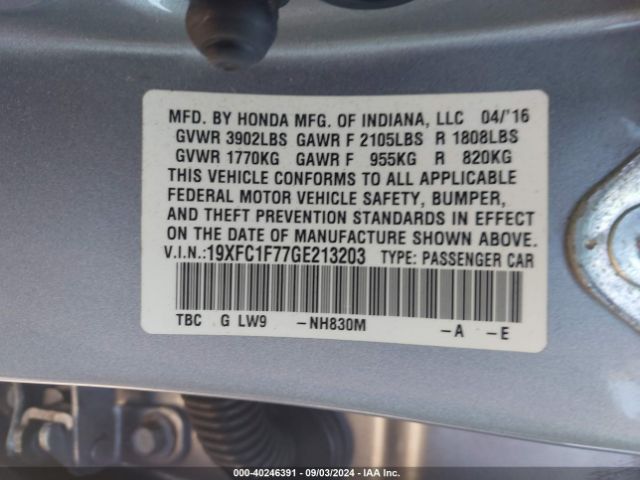 MFD. BY HONDA MFG. OF INDIANA, LLC 04/'16
GVWR 3902LBS GAWR F 2105LBS R 1808LBS
GVWR 1770KG GAWR F 955KG R 820KG
THIS VEHICLE CONFORMS TO ALL APPLICABLE
FEDERAL MOTOR VEHICLE SAFETY, BUMPER,
AND THEFT PREVENTION STANDARDS IN EFFECT
ON THE DATE OF MANUFACTURE SHOWN ABOVE.
V.I.N.:19XFC1F77GE213203 TYPE: PASSENGER CAR
TBC G LW9 -NH830M -A -E
000-40246391 - 09/03/2024 - IAA Inc.